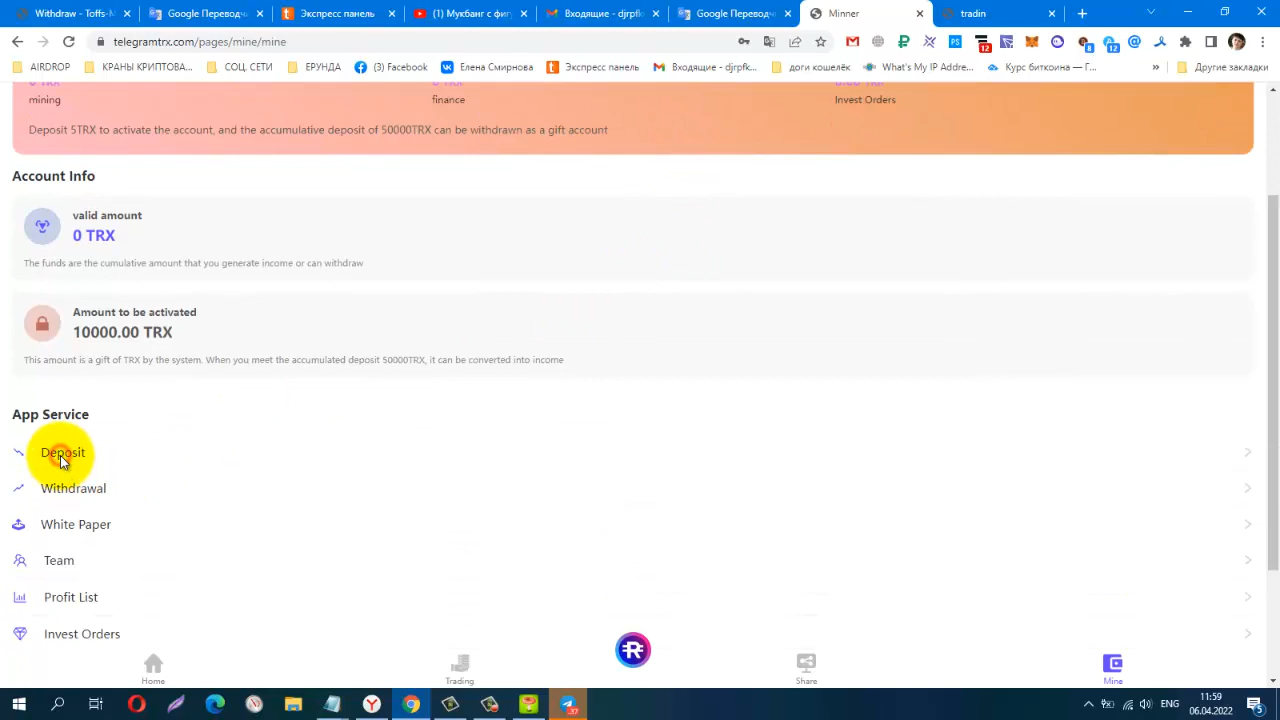 Withdraw - Toffs-M
Google Переводч
Экспресс панель
(1) Мукбанг с фиг
Входящие - djrpfl
Google Переводч
Minner
tradin
telegramtrx.com/pages/mine/mine
12
8
12
AIRDROP
КРАНЫ КРИПТОВА...
СОЦ. СЕТИ
ЕРУНДА
(3) Facebook
Елена Смирнова
Экспресс панель
Входящие - djrpfk...
доги кошелёк
What's My IP Addre...
Курс биткоина — Г...
»
Другие закладки
mining
finance
Invest Orders
Deposit 5TRX to activate the account, and the accumulative deposit of 50000TRX can be withdrawn as a gift account
Account Info
valid amount
0 TRX
The funds are the cumulative amount that you generate income or can withdraw
Amount to be activated
10000.00 TRX
This amount is a gift of TRX by the system. When you meet the accumulated deposit 50000TRX, it can be converted into income
App Service
Deposit
Withdrawal
White Paper
Team
Profit List
Invest Orders
Home
Trading
Share
Mine
37
ENG
11:59
06.04.2022
5